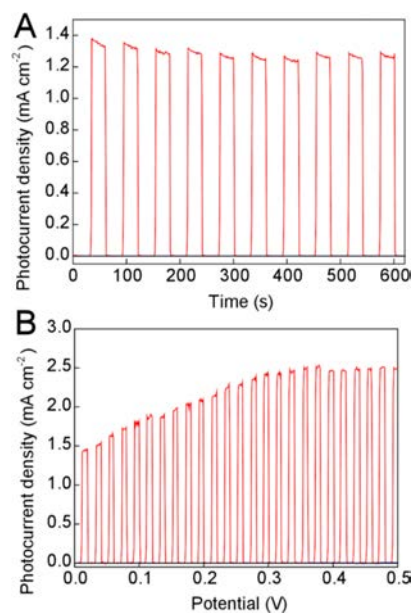 A
Photocurrent density (mA cm⁻²)
1.4
1.2
1.0
0.8
0.6
0.4
0.2
0.0
0 100 200 300 400 500 600
Time (s)
B
Photocurrent density (mA cm⁻²)
3.0
2.5
2.0
1.5
1.0
0.5
0.0
0.0 0.1 0.2 0.3 0.4 0.5
Potential (V)